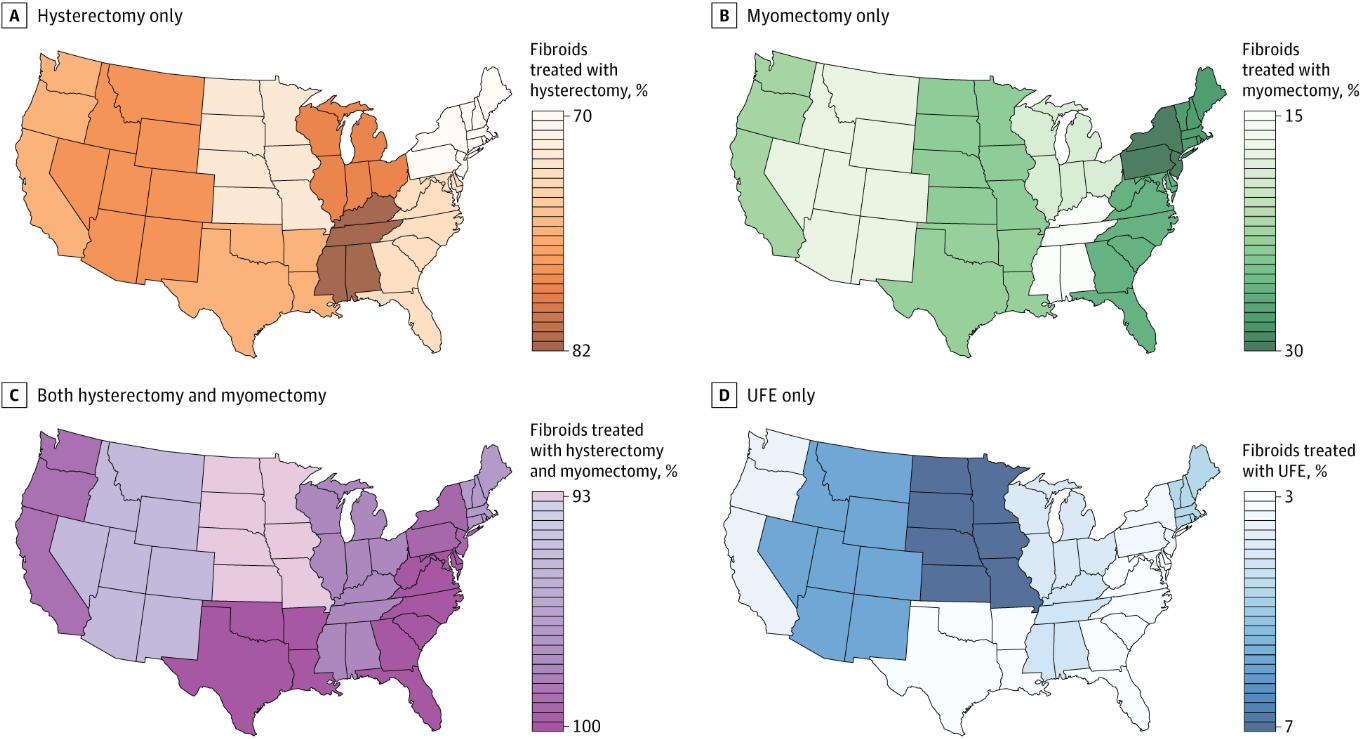 A Hysterectomy only
Fibroids
treated with
hysterectomy, %
70
82
B Myomectomy only
Fibroids
treated with
myomectomy, %
15
30
C Both hysterectomy and myomectomy
Fibroids treated
with hysterectomy
and myomectomy, %
93
100
D UFE only
Fibroids treated
with UFE, %
3
7